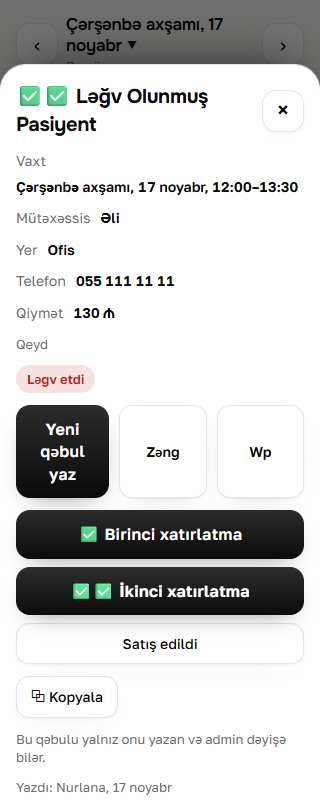 ‹
Çərşənbə axşamı, 17
noyabr ▼
›
✅ ✅ Ləğv Olunmuş
Pasiyent
×
Vaxt
Çərşənbə axşamı, 17 noyabr, 12:00–13:30
Mütəxəssis Əli
Yer Ofis
Telefon 055 111 11 11
Qiymət 130 ₼
Qeyd
Ləğv etdi
Yeni
qəbul
yaz
Zəng
Wp
✅ Birinci xatırlatma
✅ ✅ İkinci xatırlatma
Satış edildi
Kopyala
Bu qəbulu yalnız onu yazan və admin dəyişə
bilər.
Yazdı: Nurlana, 17 noyabr